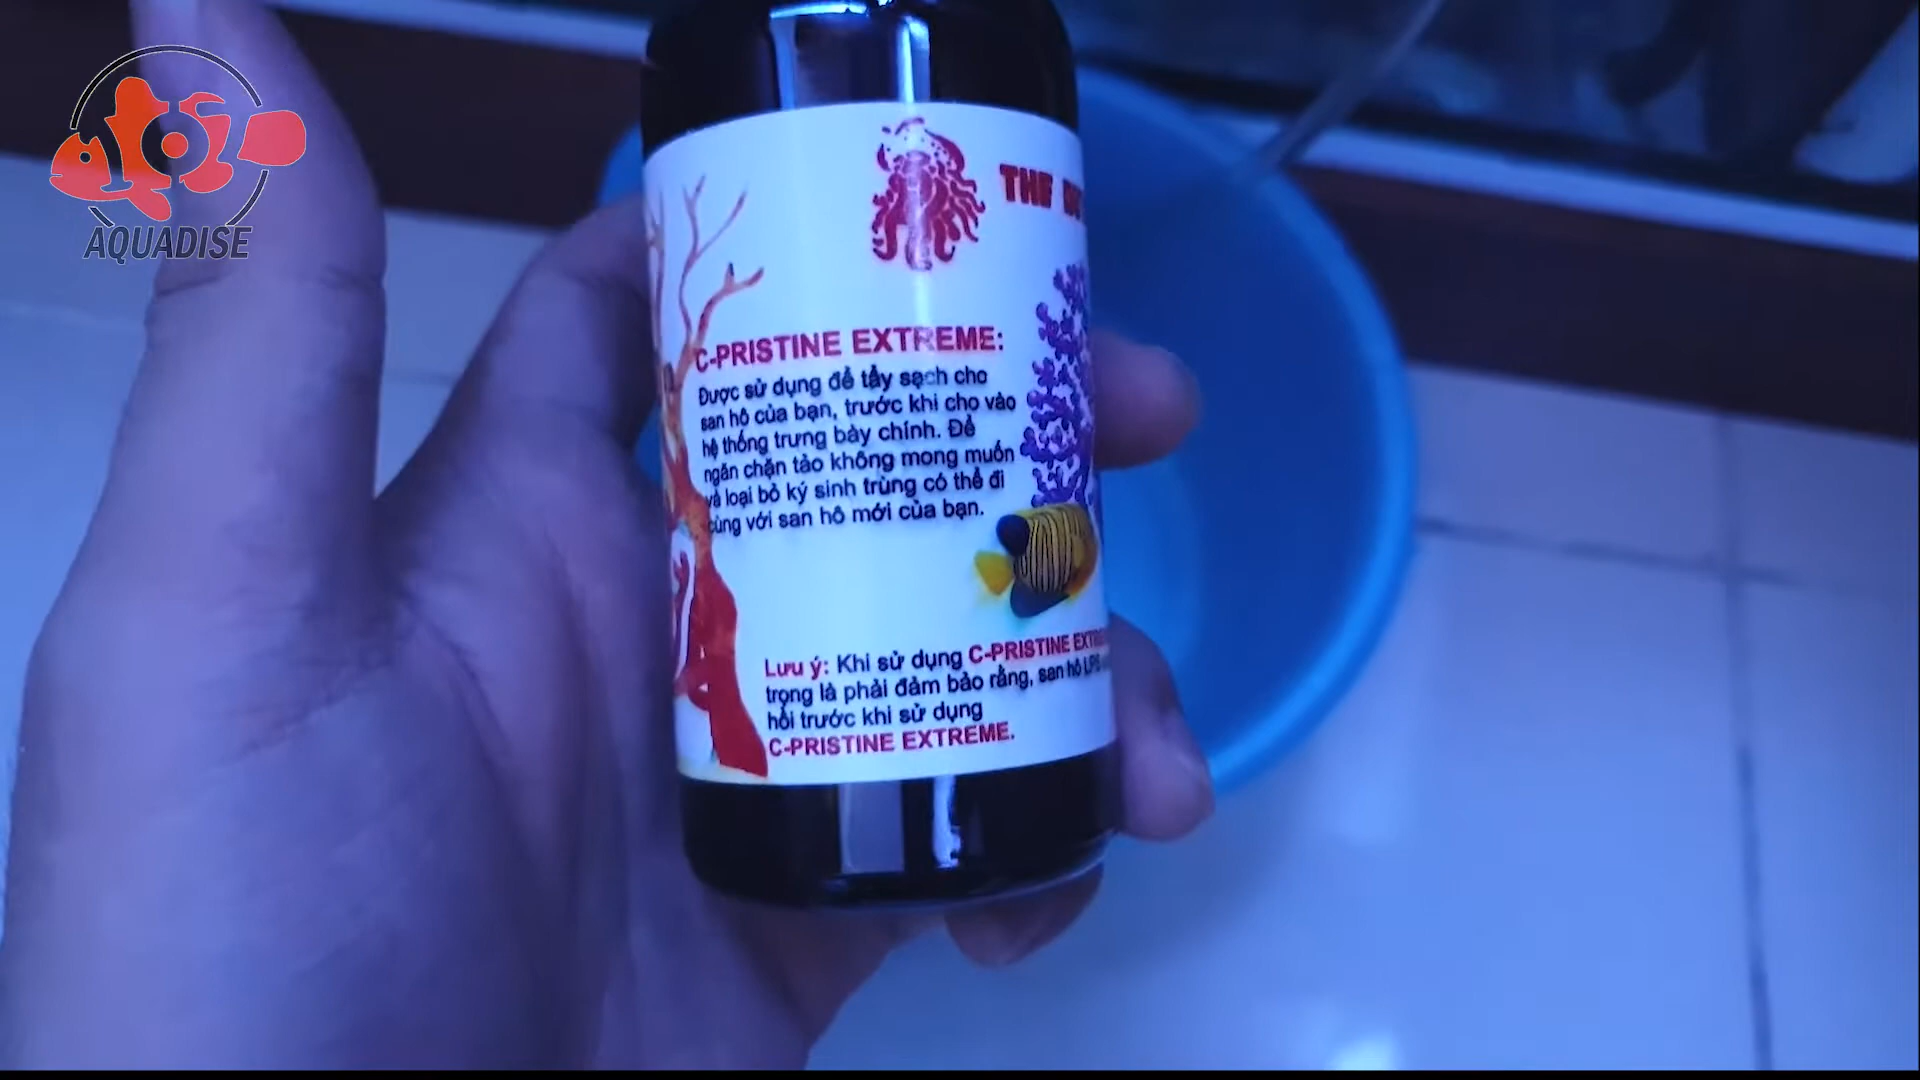 AQUADISE
THE
C-PRISTINE EXTREME:
Được sử dụng để tẩy sạch cho
san hô của bạn, trước khi cho vào
hệ thống trưng bày chính. Để
ngăn chặn tảo không mong muốn
và loại bỏ ký sinh trùng có thể đi
cùng với san hô mới của bạn.
Lưu ý: Khi sử dụng C-PRISTINE
trọng là phải đảm bảo rằng, san hô LPS
hồi trước khi sử dụng
C-PRISTINE EXTREME.